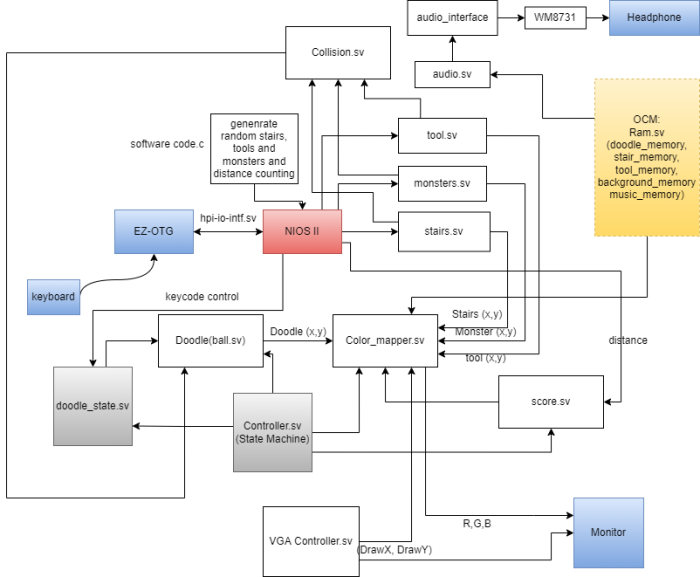 audio_interface
WM8731
Headphone
Collision.sv
audio.sv
OCM:
Ram.sv
(doodle_memory,
stair_memory,
tool_memory,
background_memory
music_memory)
software code.c
genenrate
random stairs,
tools and
monsters and
distance counting
tool.sv
monsters.sv
stairs.sv
EZ-OTG
hpi-io-intf.sv
NIOS II
keyboard
keycode control
Stairs (x,y)
Doodle(ball.sv)
Doodle (x,y)
Color_mapper.sv
Monster (x,y)
tool (x,y)
distance
doodle_state.sv
Controller.sv
(State Machine)
score.sv
R,G,B
VGA Controller.sv
(DrawX, DrawY)
Monitor